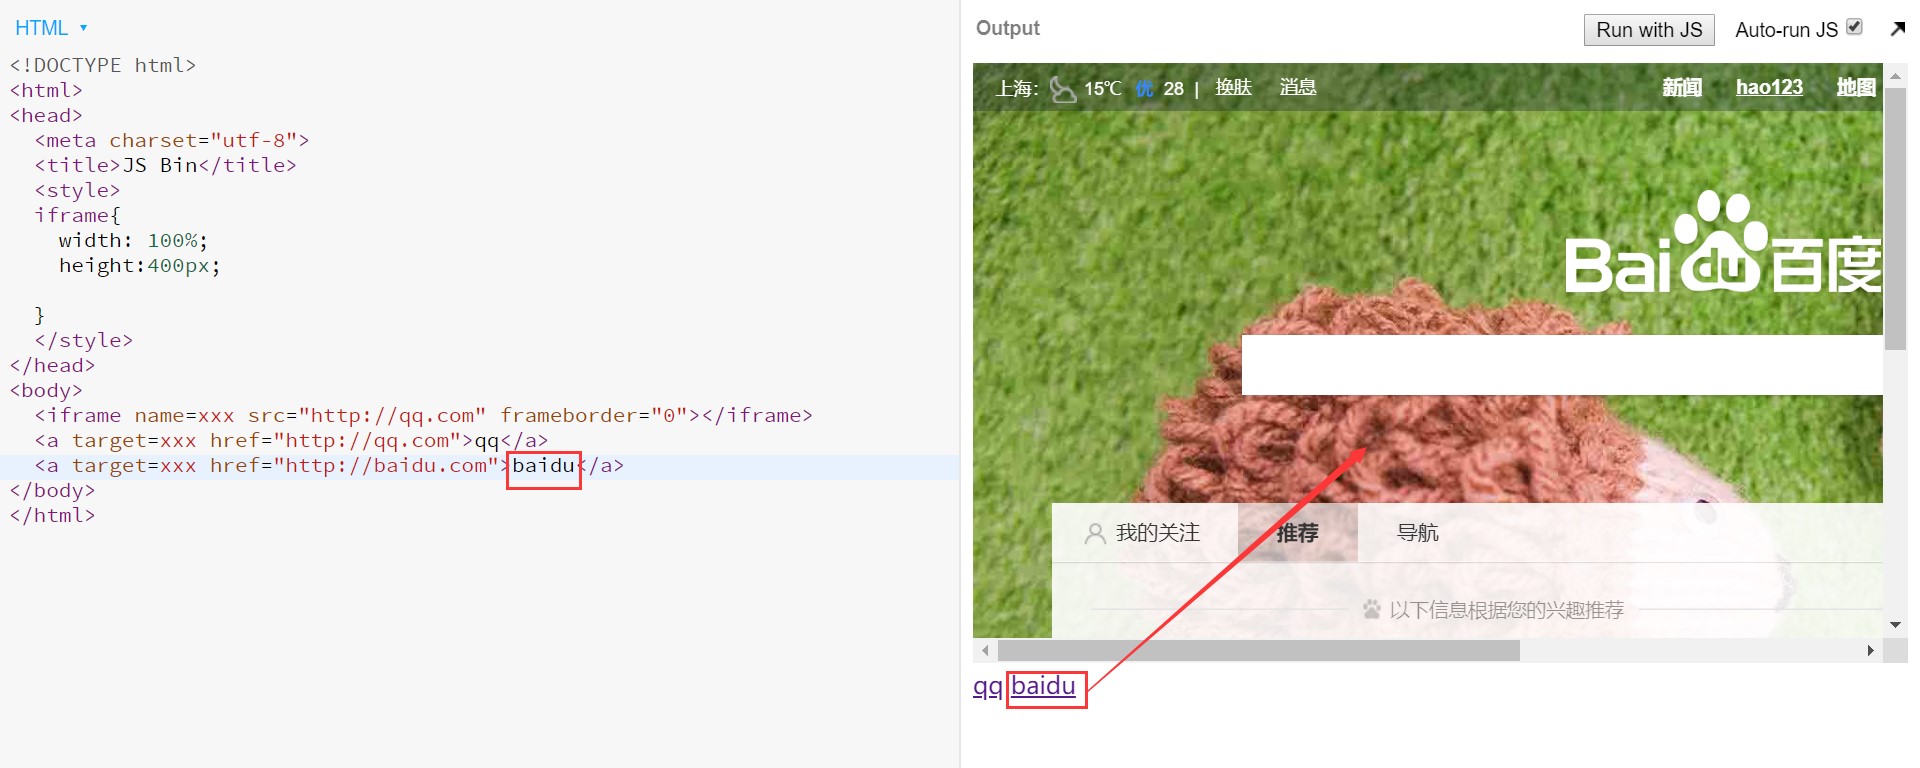 HTML
<!DOCTYPE html>
<html>
<head>
<meta charset="utf-8">
<title>JS Bin</title>
<style>
iframe{
width: 100%;
height:400px;
}
</style>
</head>
<body>
<iframe name=xxx src="http://qq.com" frameborder="0"></iframe>
<a target=xxx href="http://qq.com">qq</a>
<a target=xxx href="http://baidu.com">baidu</a>
</body>
</html>
Output
Run with JS
Auto-run JS
上海: 15℃ 优 28 | 换肤 消息
新闻 hao123 地图
Bai du 百度
我的关注 推荐 导航
以下信息根据您的兴趣推荐
qq baidu